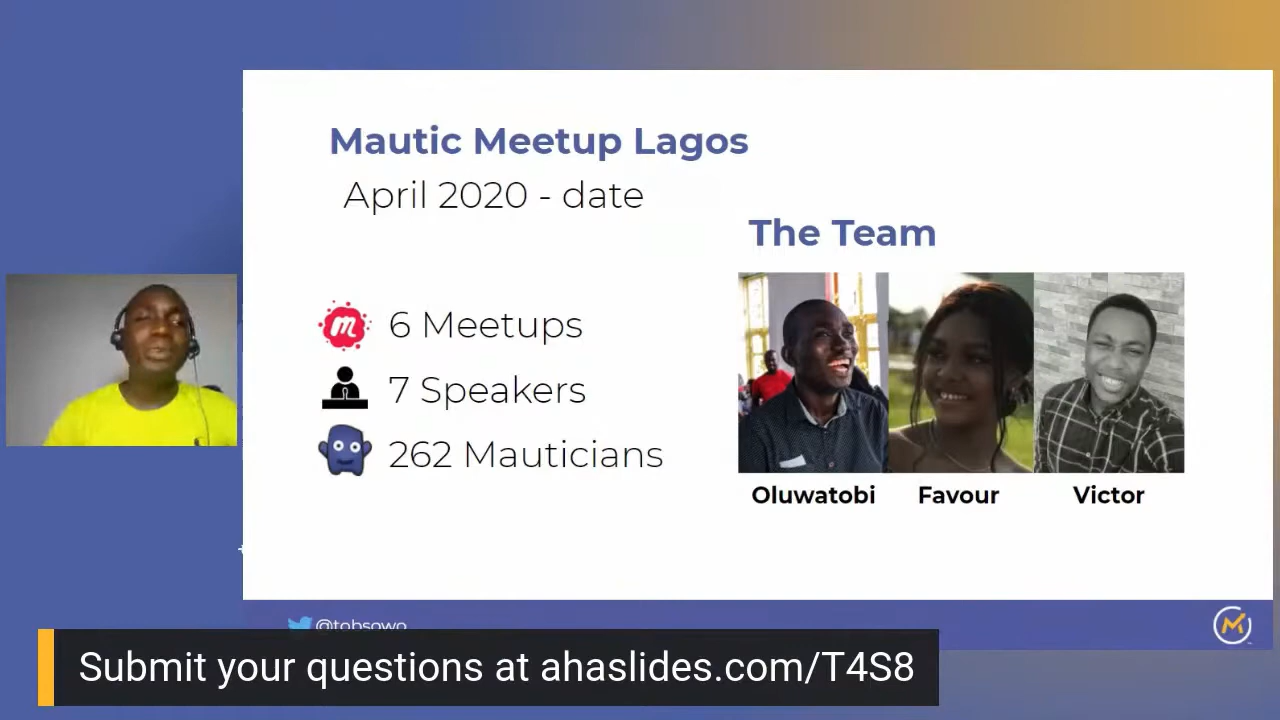 Mautic Meetup Lagos
April 2020 - date
The Team
6 Meetups
7 Speakers
262 Mauticians
Oluwatobi
Favour
Victor
@tobsowo
Submit your questions at ahaslides.com/T4S8